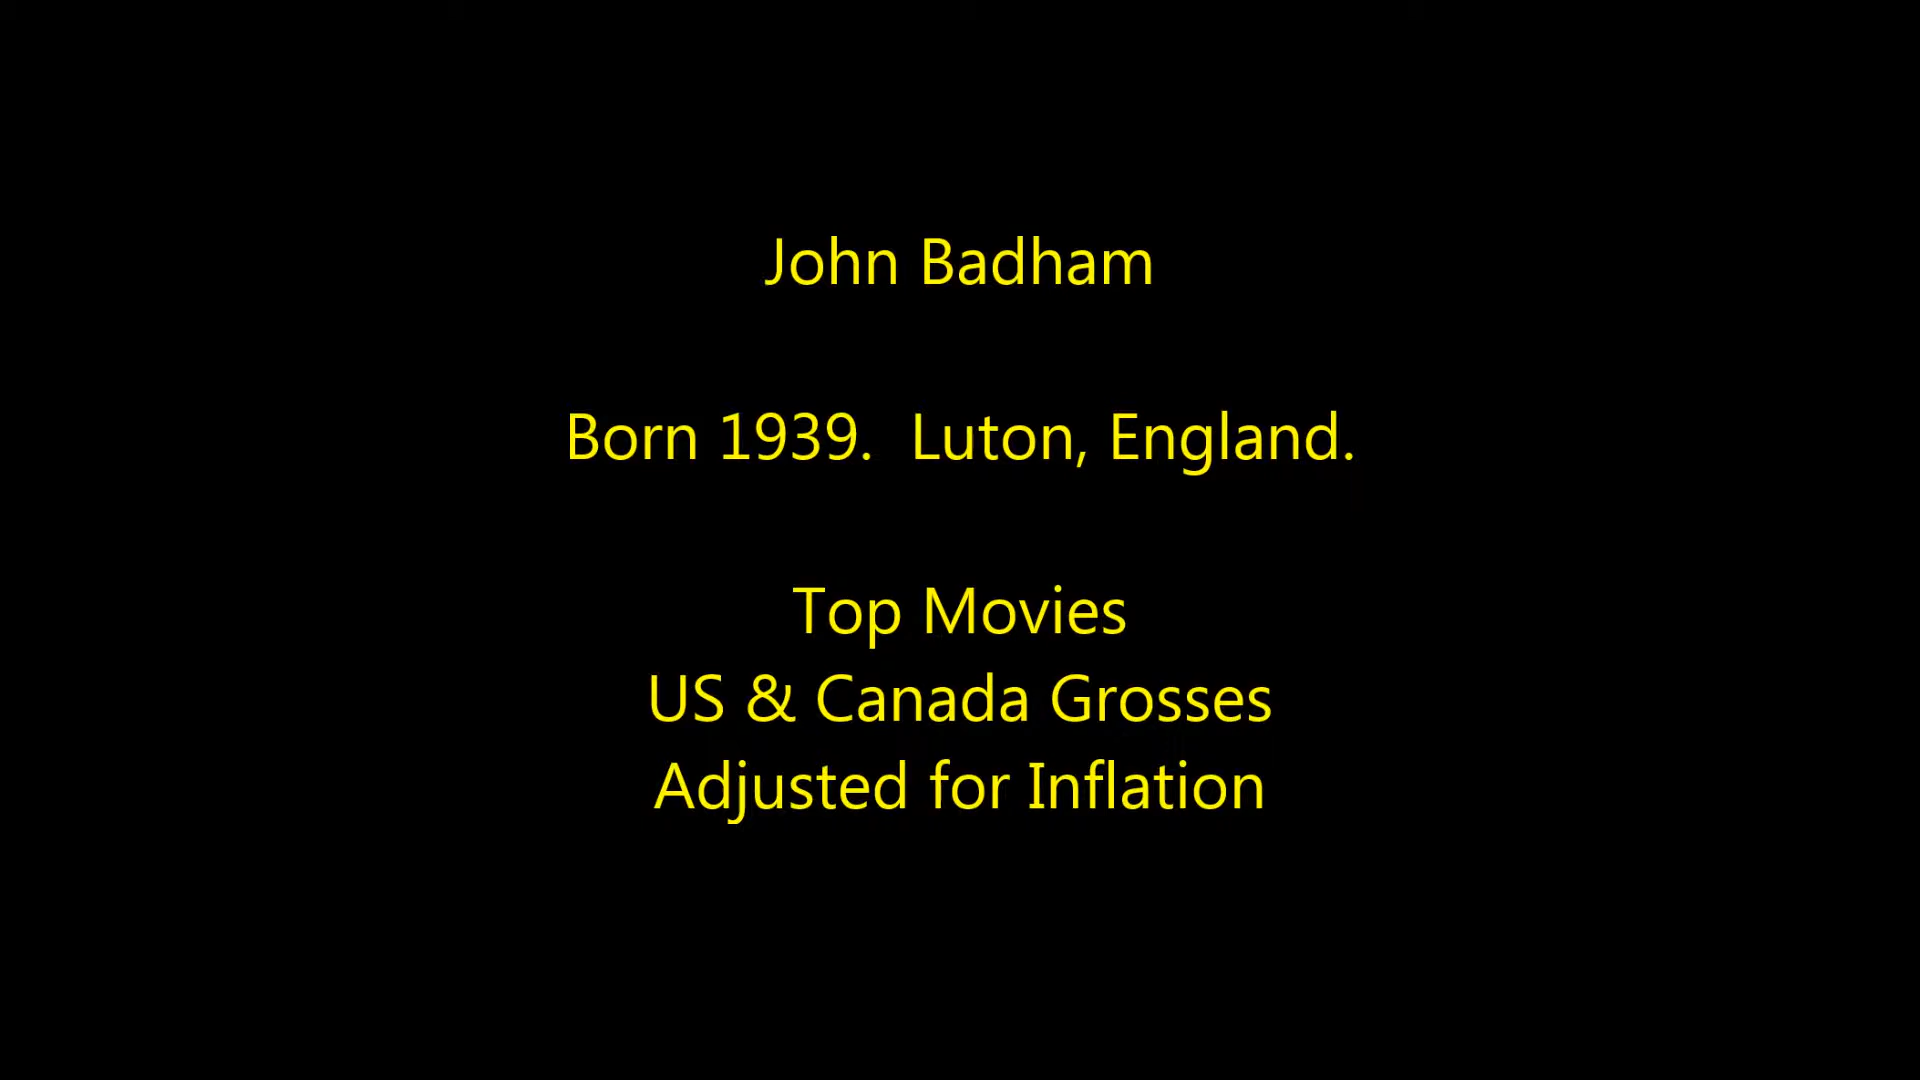 John Badham
Born 1939.  Luton, England.
Top Movies
US & Canada Grosses
Adjusted for Inflation